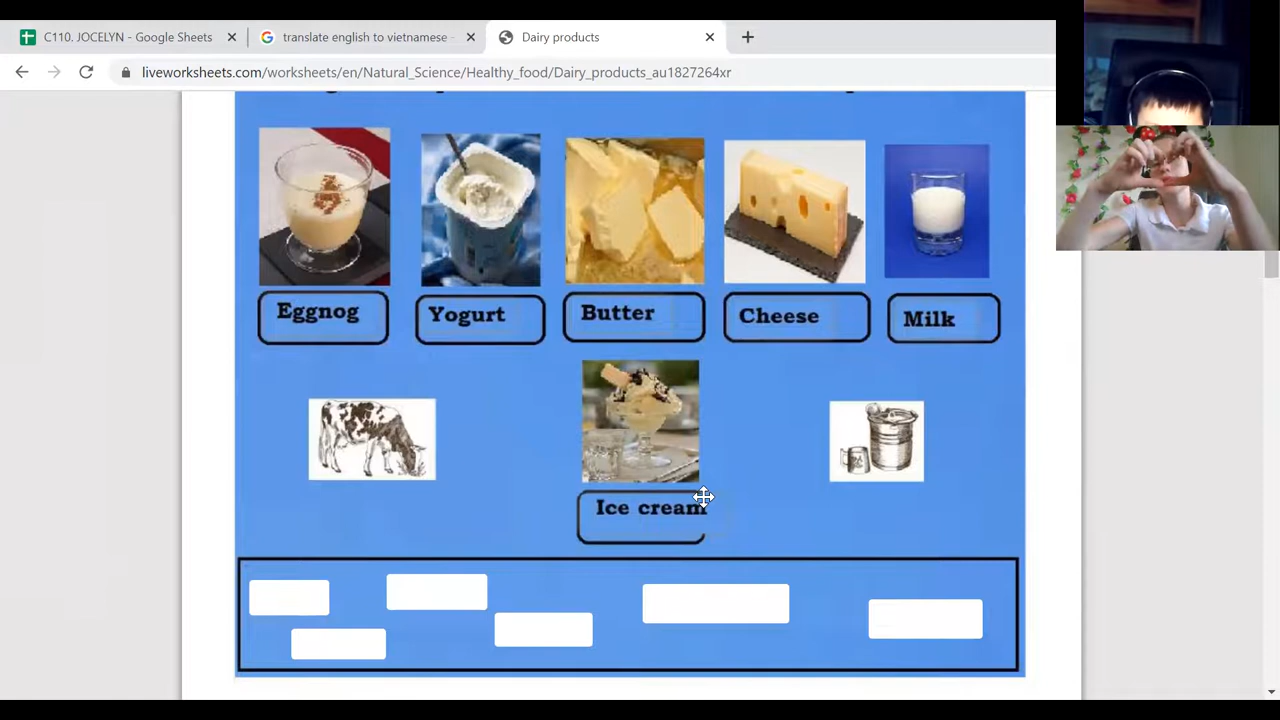 C110. JOCELYN - Google Sheets
translate english to vietnamese -
Dairy products
liveworksheets.com/worksheets/en/Natural_Science/Healthy_food/Dairy_products_au1827264xr
Eggnog
Yogurt
Butter
Cheese
Milk
Ice cream